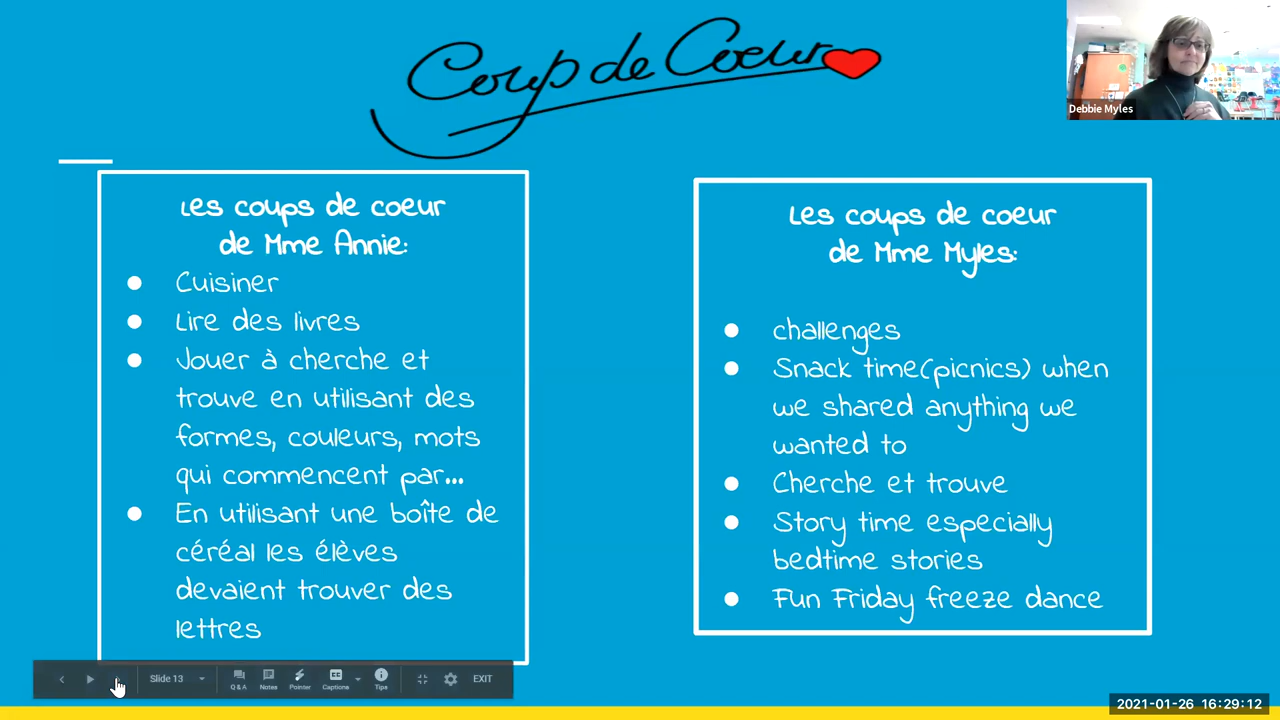 Coup de Coeur
Debbie Myles
Les coups de coeur
de Mme Annie:
Cuisiner
Lire des livres
Jouer à cherche et
trouve en utilisant des
formes, couleurs, mots
qui commencent par...
En utilisant une boîte de
céréal les élèves
devaient trouver des
lettres
Les coups de coeur
de Mme Myles:
challenges
Snack time(picnics) when
we shared anything we
wanted to
Cherche et trouve
Story time especially
bedtime stories
Fun Friday freeze dance
Slide 13
Q & A
Notes
Pointer
Captions
Tips
EXIT
2021-01-26 16:29:12